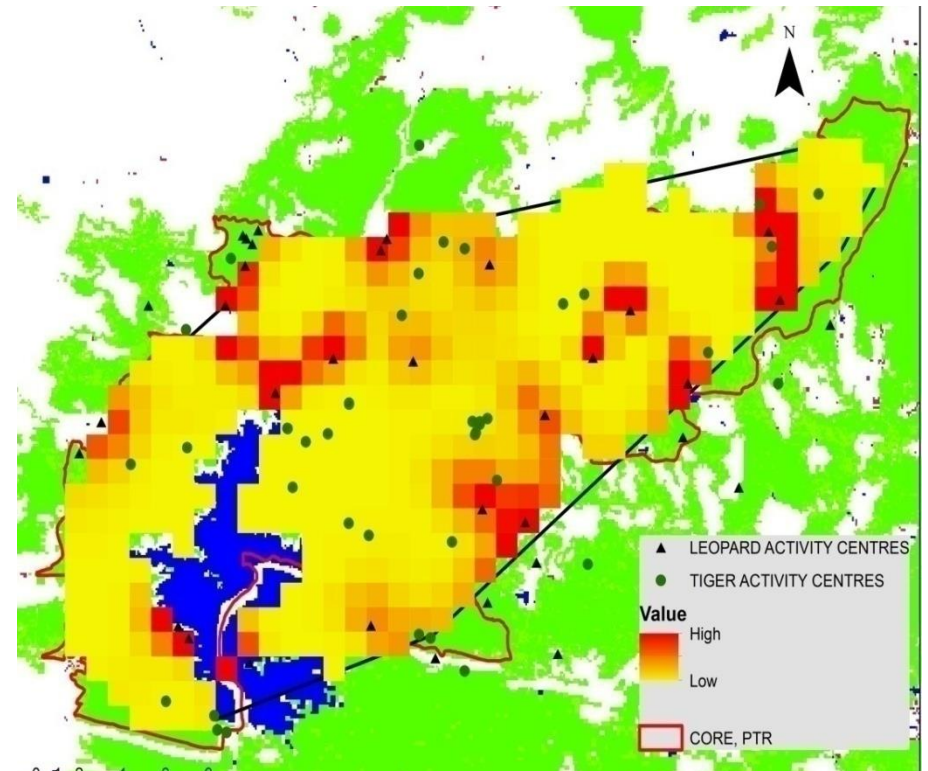 N
LEOPARD ACTIVITY CENTRES
TIGER ACTIVITY CENTRES
Value
High
Low
CORE, PTR